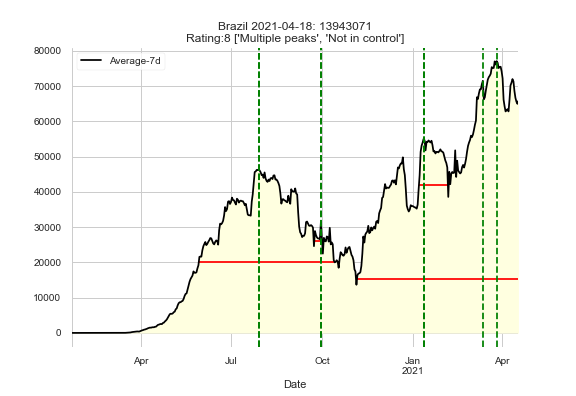 Brazil 2021-04-18: 13943071
Rating:8 ['Multiple peaks', 'Not in control']
80000
Average-7d
70000
60000
50000
40000
30000
20000
10000
0
Apr Jul Oct Jan Apr
2021
Date